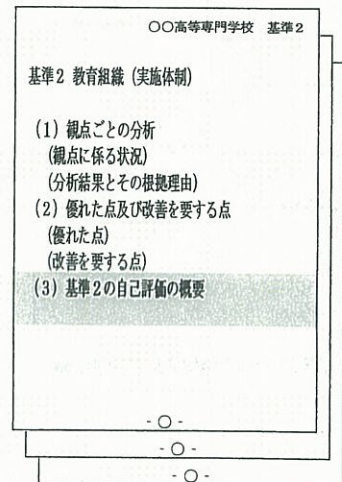 〇〇高等専門学校 基準2
基準2 教育組織(実施体制)
(1) 観点ごとの分析
(観点に係る状況)
(分析結果とその根拠理由)
(2) 優れた点及び改善を要する点
(優れた点)
(改善を要する点)
(3) 基準2の自己評価の概要
- 〇 -
- 〇 -
- 〇 -